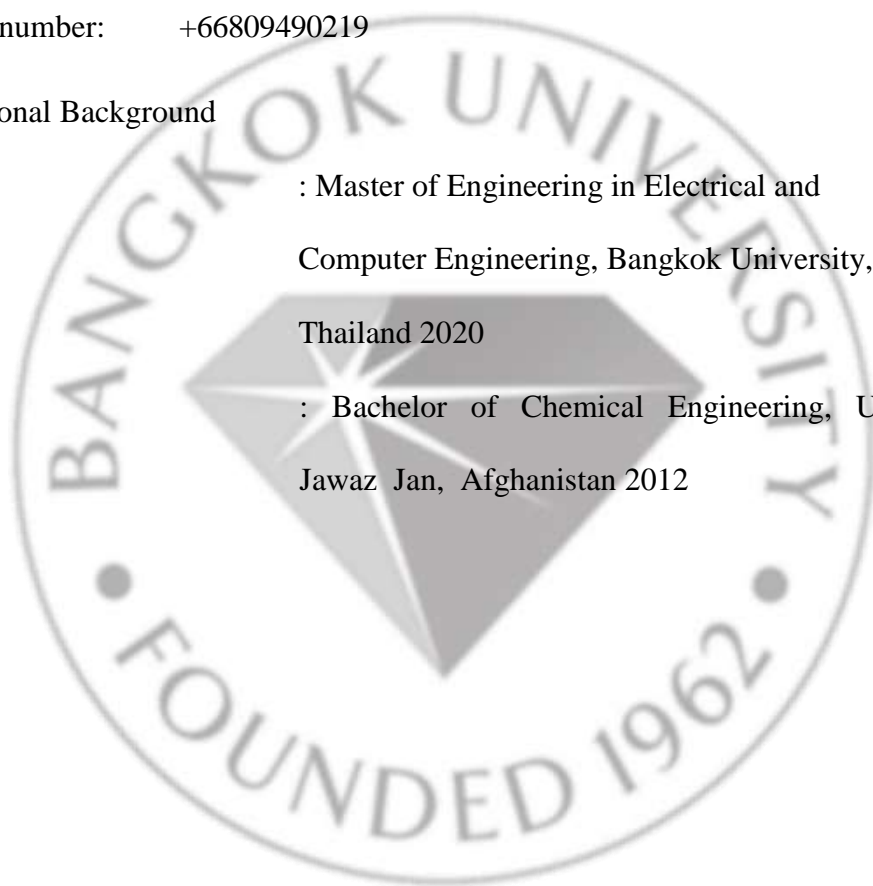 number: +66809490219
onal Background
: Master of Engineering in Electrical and
Computer Engineering, Bangkok University,
Thailand 2020
: Bachelor of Chemical Engineering, U
Jawaz Jan, Afghanistan 2012
BANGKOK UNIVERSITY
FOUNDED 1962